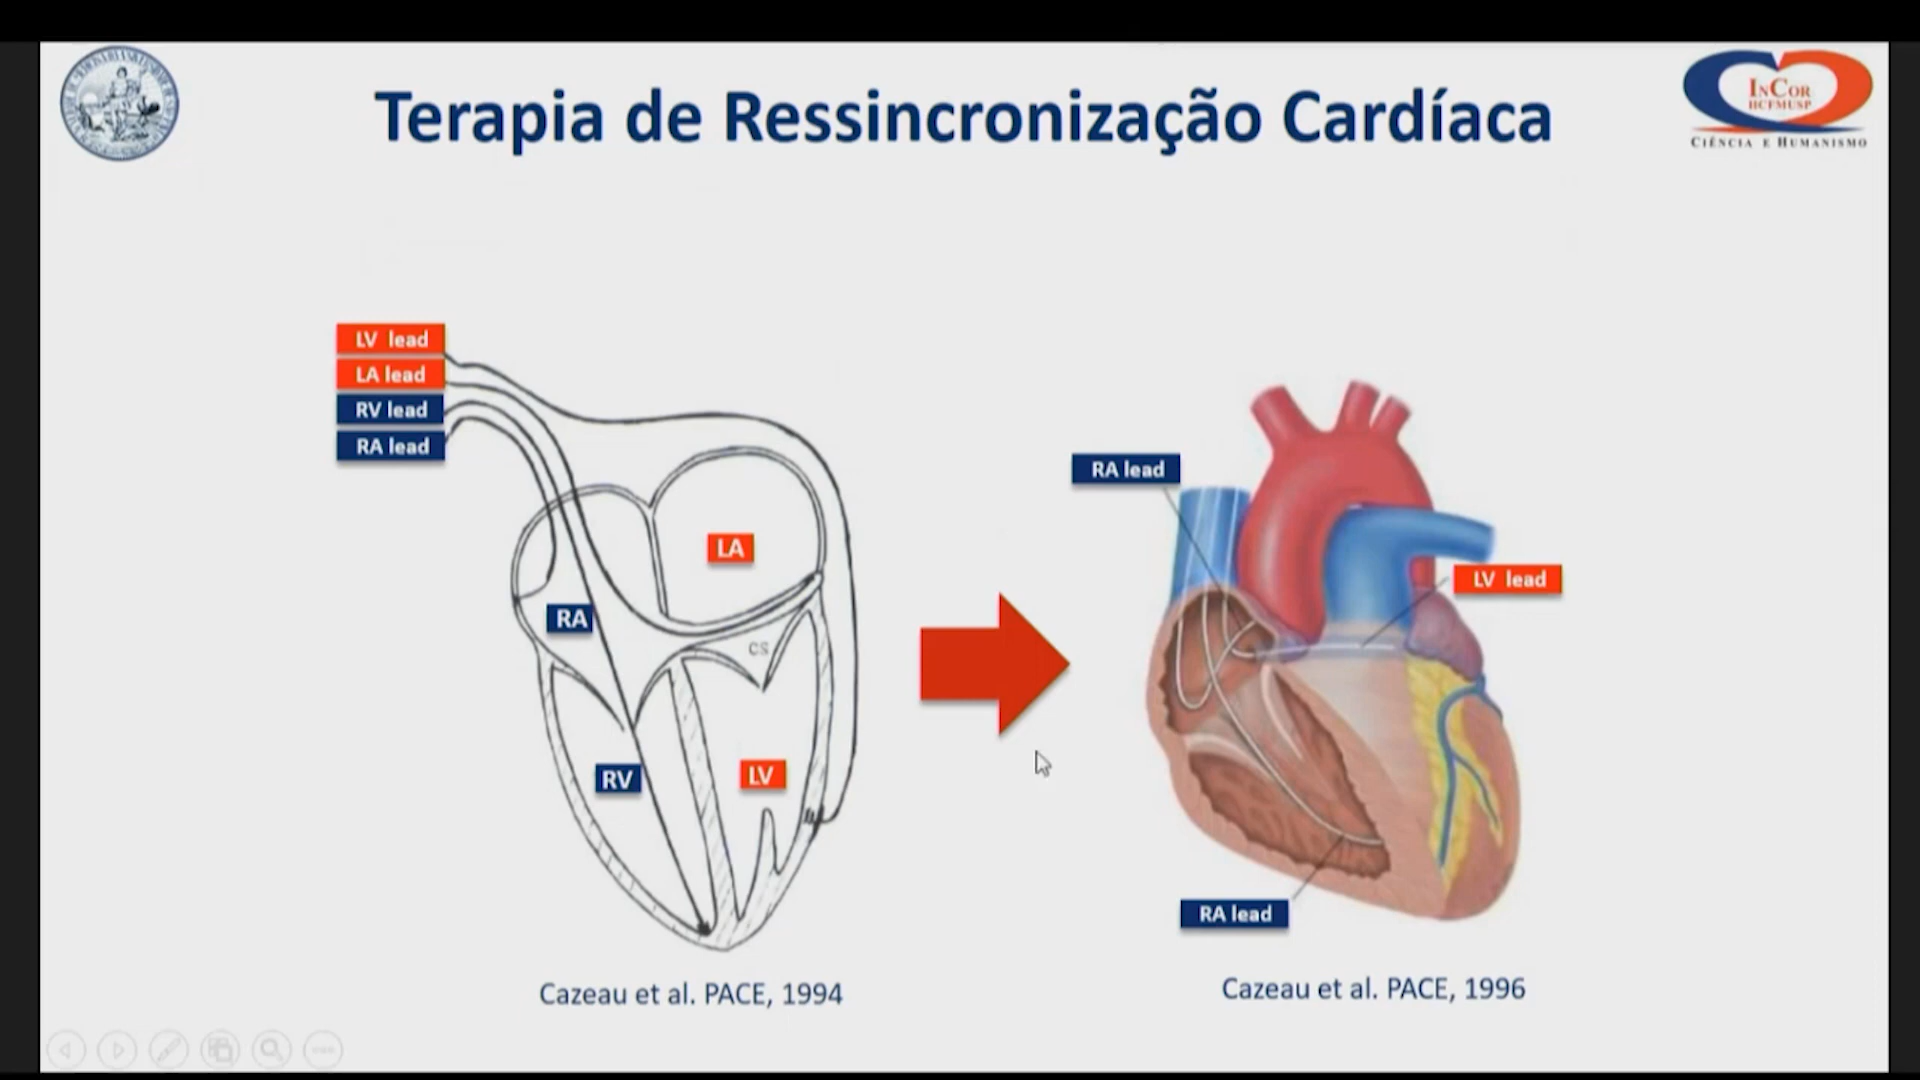 Terapia de Ressincronização Cardíaca
INCOR
HCFMUSP
CIÊNCIA E HUMANISMO
LV lead
LA lead
RV lead
RA lead
LA
RA
CS
RV
LV
Cazeau et al. PACE, 1994
RA lead
LV lead
RA lead
Cazeau et al. PACE, 1996